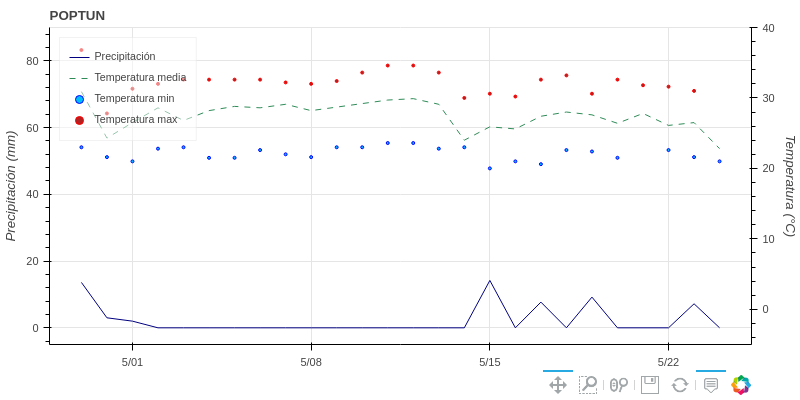 POPTUN
Precipitación
Temperatura media
Temperatura min
Temperatura max
80
60
40
20
0
Precipitación (mm)
40
30
20
10
0
Temperatura (°C)
5/01
5/08
5/15
5/22